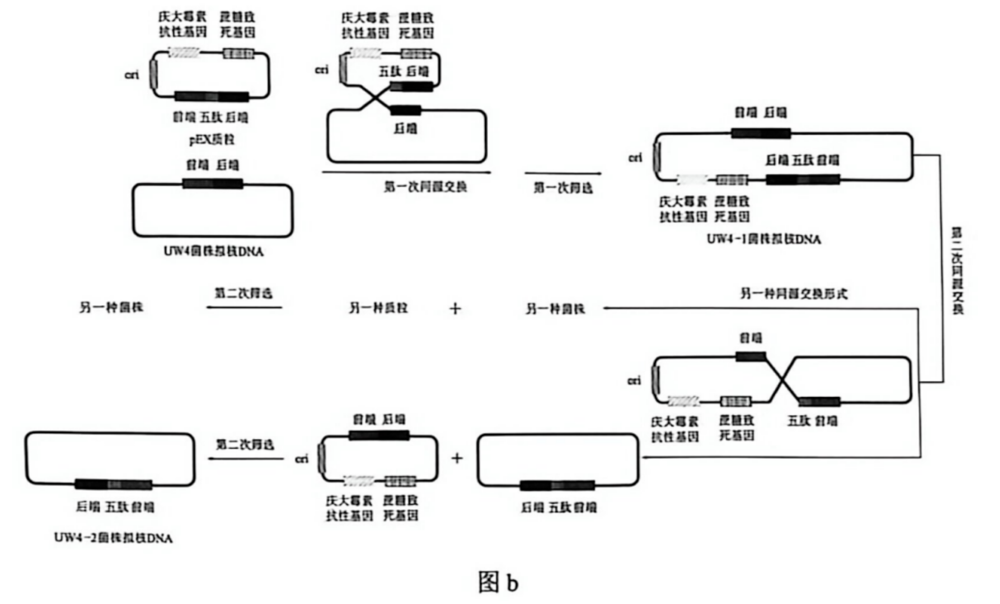 庆大霉素 蔗糖致
抗性基因 死基因
ori
前端 五肽 后端
pEX质粒
前端 后端
UW4菌株拟核DNA
庆大霉素 蔗糖致
抗性基因 死基因
ori
五肽 后端
后端
第一次同源交换
第一次筛选
前端 后端
ori
后端 五肽 前端
庆大霉素 蔗糖致
抗性基因 死基因
UW4-1菌株拟核DNA
第二次同源交换
另一种菌株
第二次筛选
另一种质粒
+
另一种菌株
另一种同源交换形式
前端
ori
庆大霉素 蔗糖致
抗性基因 死基因
五肽 前端
后端 五肽 前端
UW4-2菌株拟核DNA
第二次筛选
前端 后端
ori
庆大霉素 蔗糖致
抗性基因 死基因
+
后端 五肽 前端
图 b